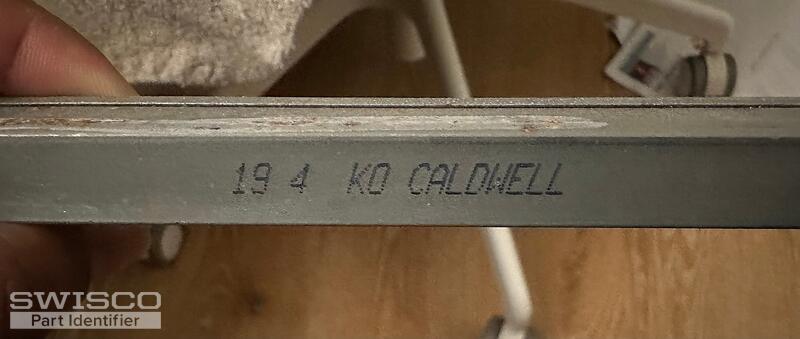 19 4 KO CALDWELL
SWISCO
Part Identifier